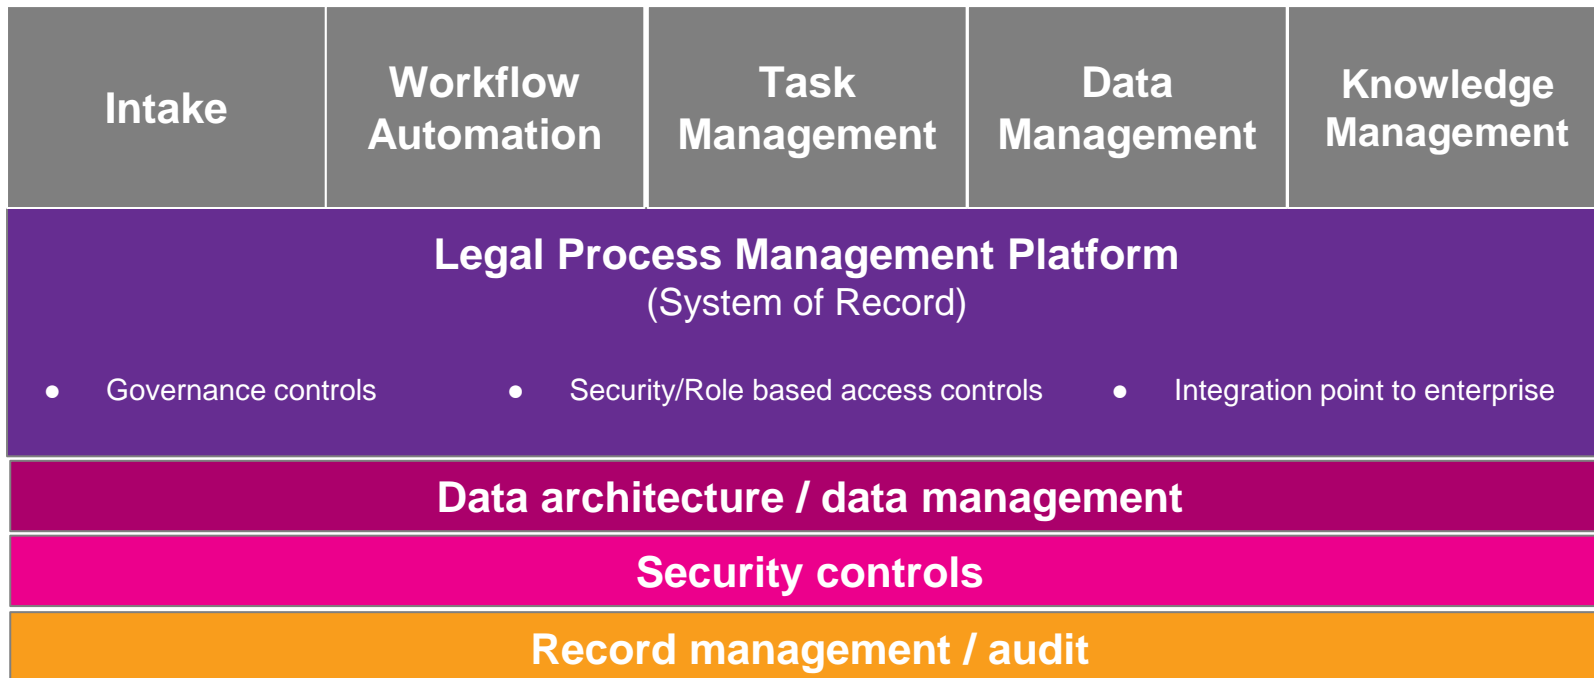 Intake
Workflow
Automation
Task
Management
Data
Management
Knowledge
Management
Legal Process Management Platform
(System of Record)
● Governance controls
● Security/Role based access controls
● Integration point to enterprise
Data architecture / data management
Security controls
Record management / audit